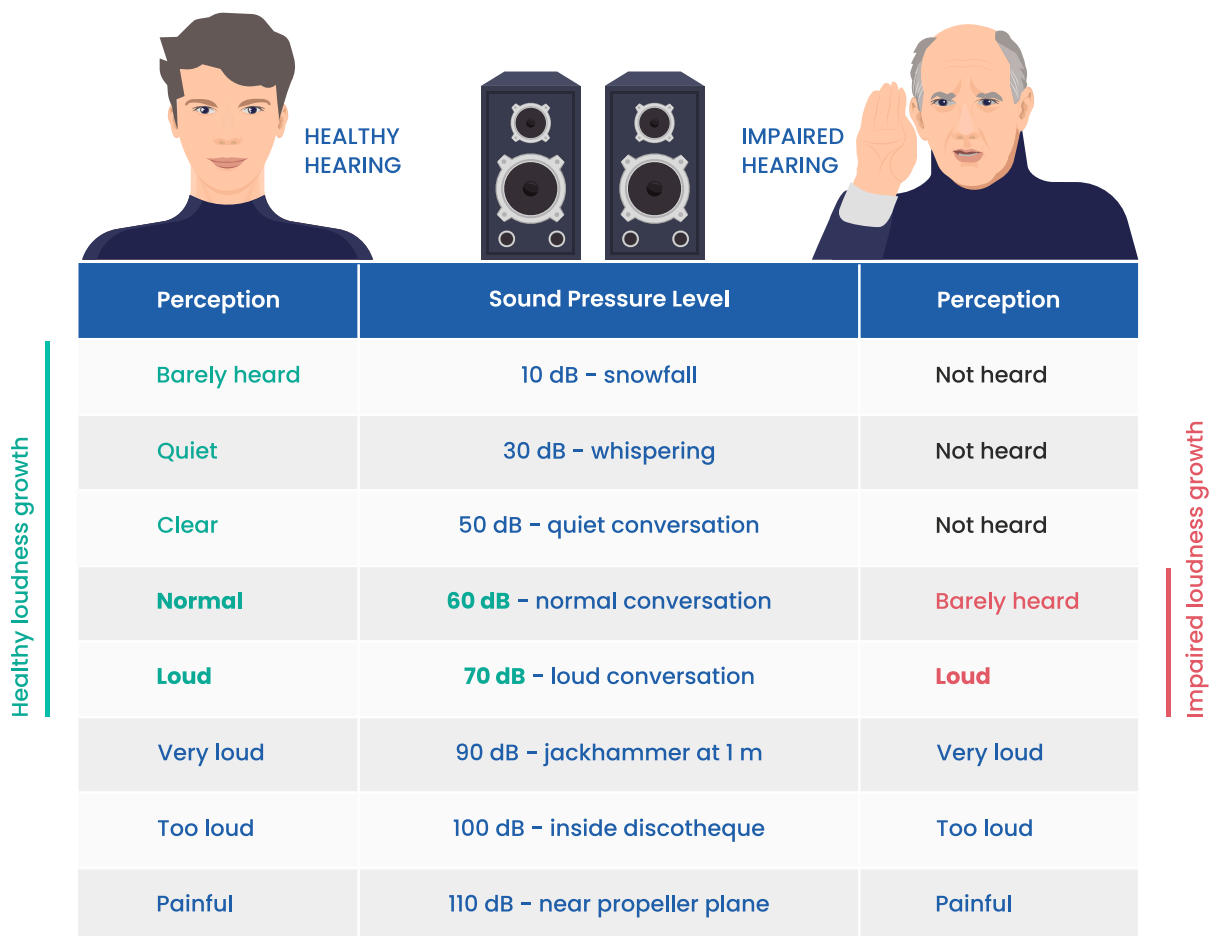 HEALTHY
HEARING
IMPAIRED
HEARING
Perception
Sound Pressure Level
Perception
Barely heard
10 dB – snowfall
Not heard
Quiet
30 dB – whispering
Not heard
Clear
50 dB – quiet conversation
Not heard
Normal
60 dB – normal conversation
Barely heard
Loud
70 dB – loud conversation
Loud
Very loud
90 dB – jackhammer at 1 m
Very loud
Too loud
100 dB – inside discotheque
Too loud
Painful
110 dB – near propeller plane
Painful
Healthy loudness growth
Impaired loudness growth